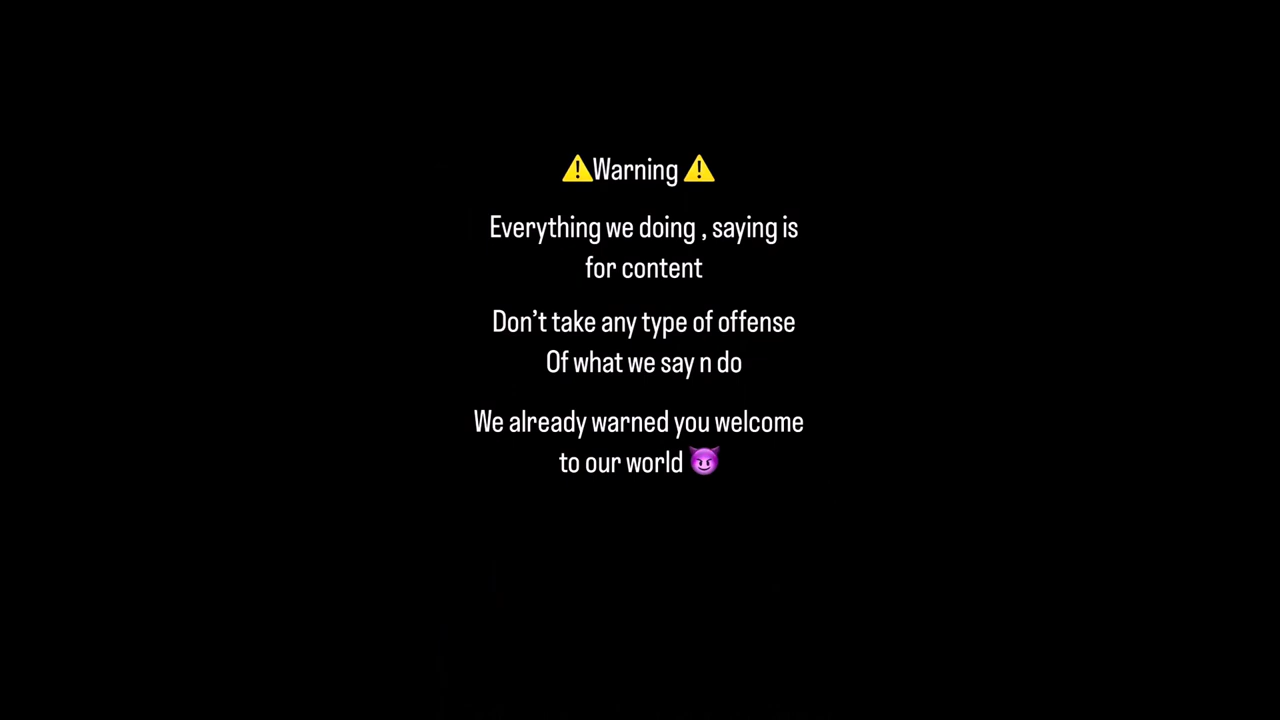 ⚠️Warning ⚠️
Everything we doing , saying is
for content
Don't take any type of offense
Of what we say n do
We already warned you welcome
to our world 😈